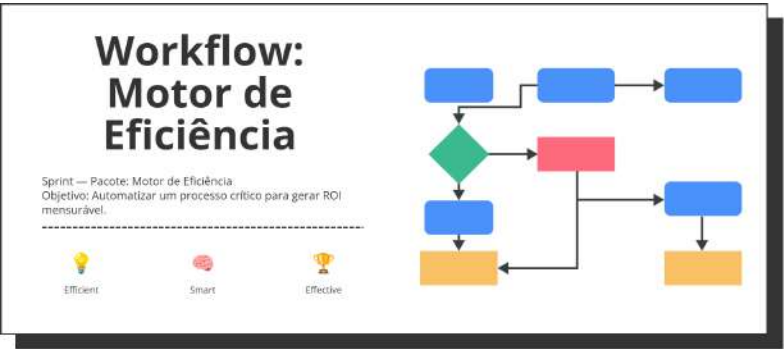 Workflow:
Motor de
Eficiência
Sprint — Pacote: Motor de Eficiência
Objetivo: Automatizar um processo crítico para gerar ROI
mensurável.
Efficient
Smart
Effective